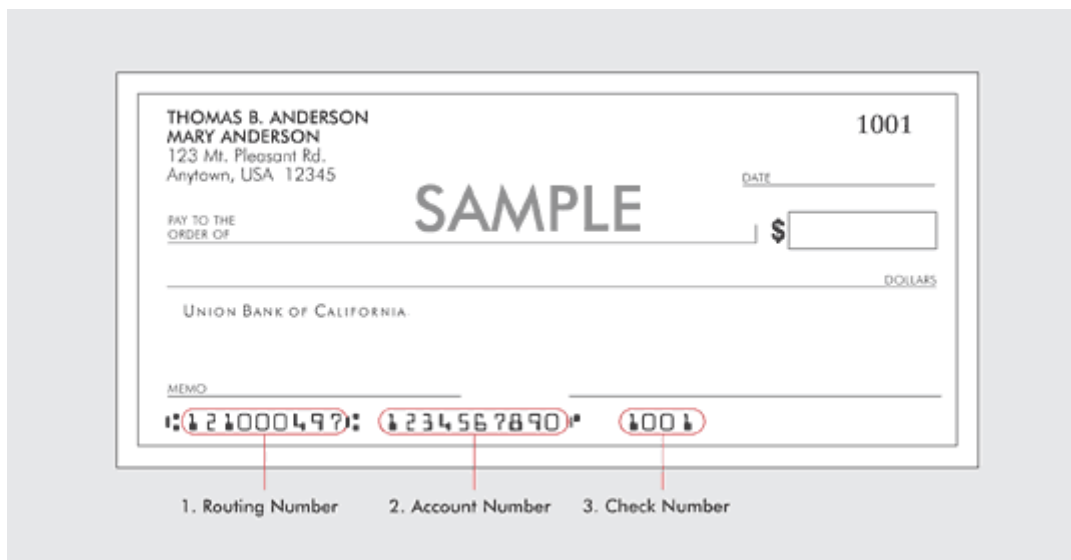 THOMAS B. ANDERSON
MARY ANDERSON
123 Mt. Pleasant Rd.
Anytown, USA 12345
1001
DATE
SAMPLE
PAY TO THE
ORDER OF
$
DOLLARS
UNION BANK OF CALIFORNIA
MEMO
⑆121000497⑆ 1234567890⑈ 1001
1. Routing Number 2. Account Number 3. Check Number